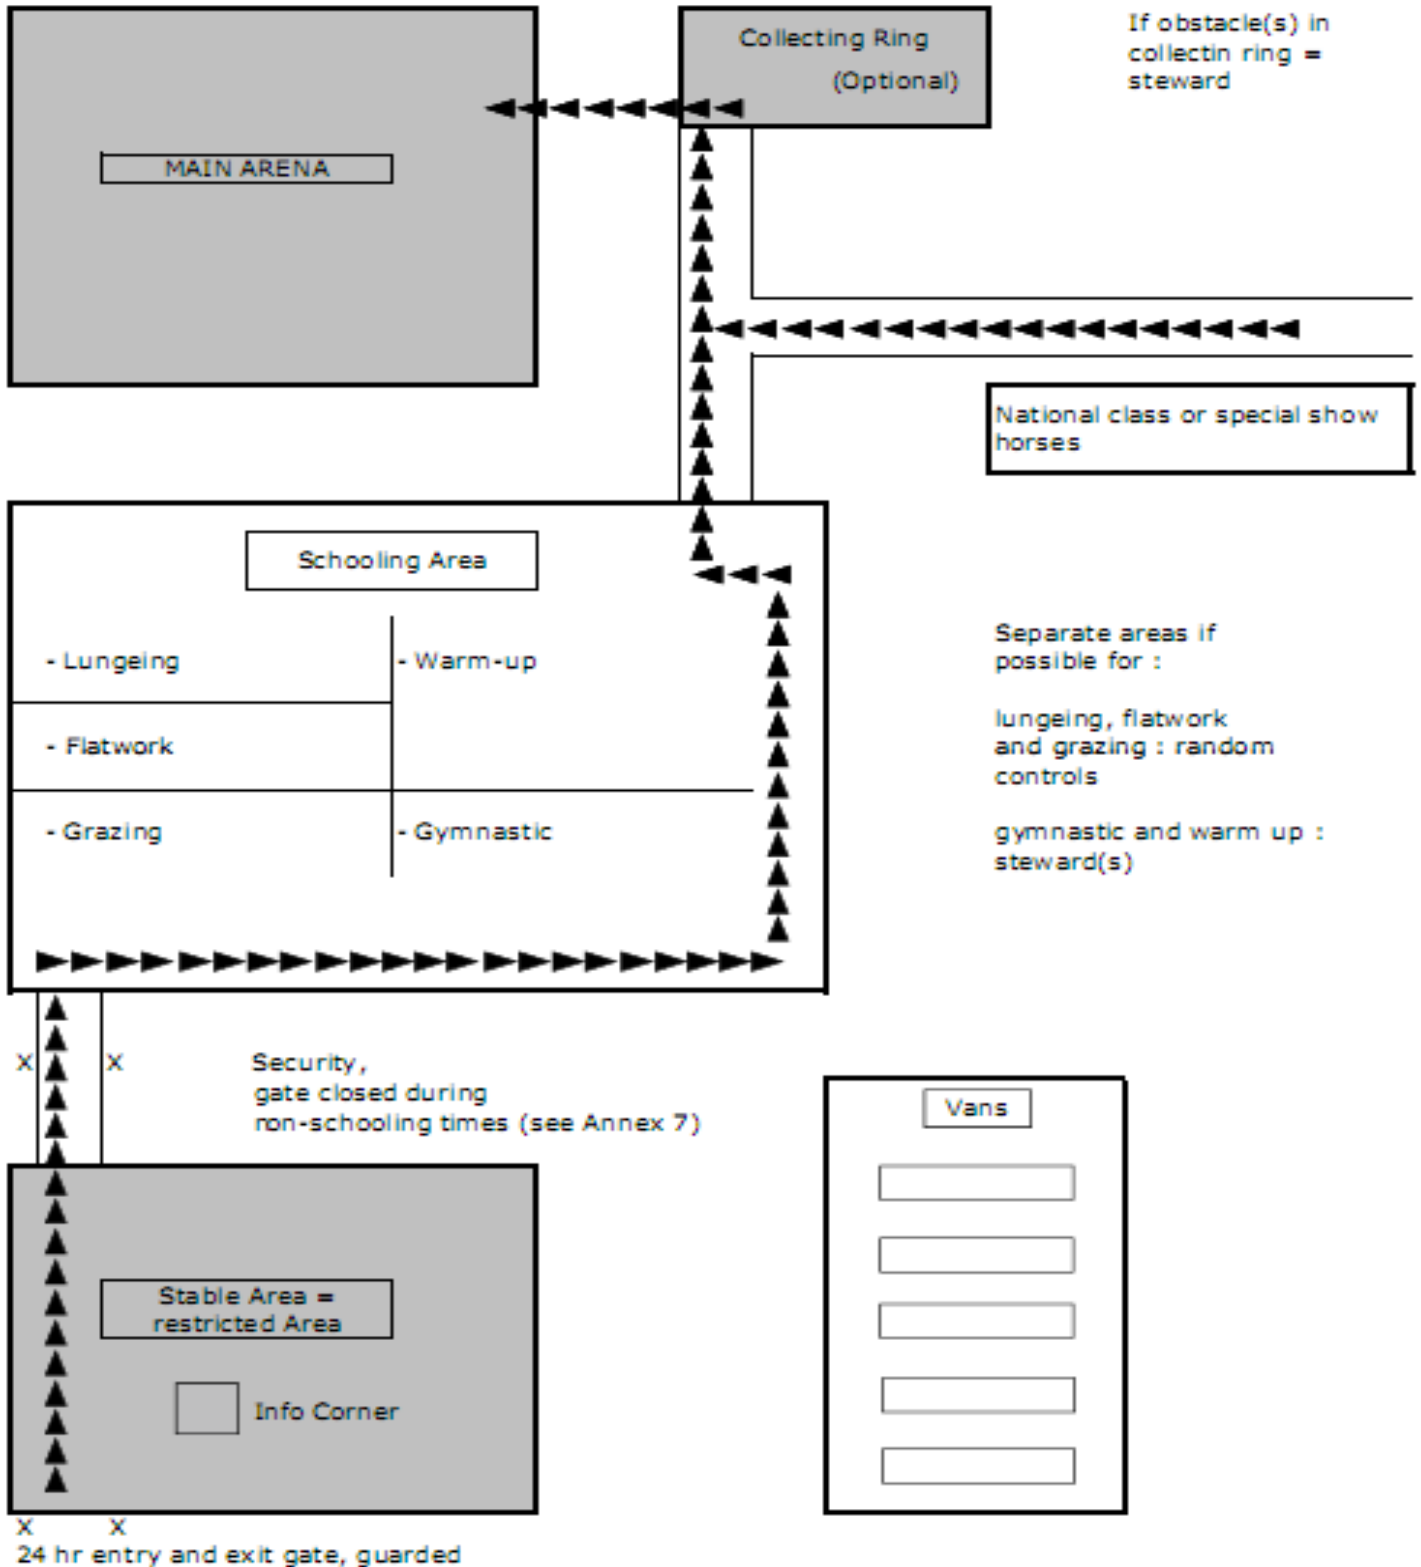 Collecting Ring
(Optional)
If obstacle(s) in
collectin ring =
steward
MAIN ARENA
National class or special show
horses
Schooling Area
- Lungeing
- Warm-up
- Flatwork
- Grazing
- Gymnastic
Separate areas if
possible for :
lungeing, flatwork
and grazing : random
controls
gymnastic and warm up :
steward(s)
X X
Security,
gate closed during
non-schooling times (see Annex 7)
Vans
Stable Area =
restricted Area
Info Corner
X X
24 hr entry and exit gate, guarded